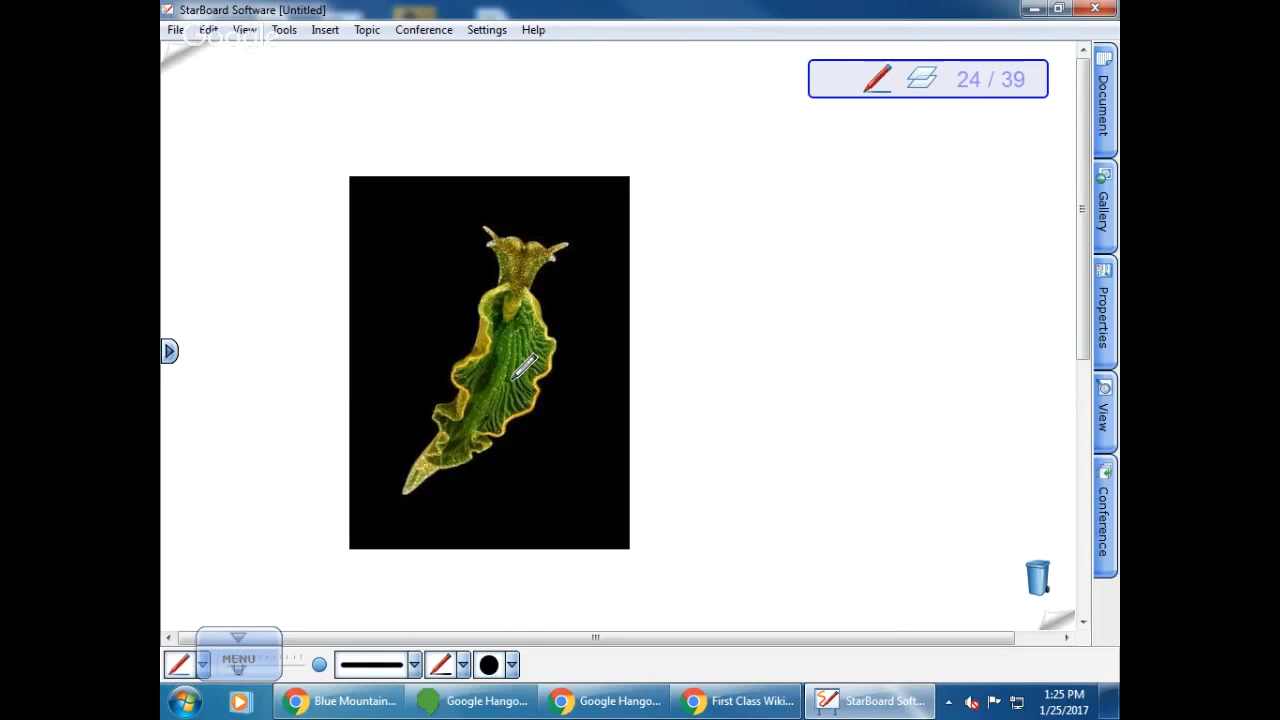 StarBoard Software [Untitled]
File Edit View Tools Insert Topic Conference Settings Help
Google
24 / 39
Document
Gallery
Properties
View
Conference
MENU
Blue Mountain...
Google Hango...
Google Hango...
First Class Wiki...
StarBoard Soft...
1:25 PM
1/25/2017